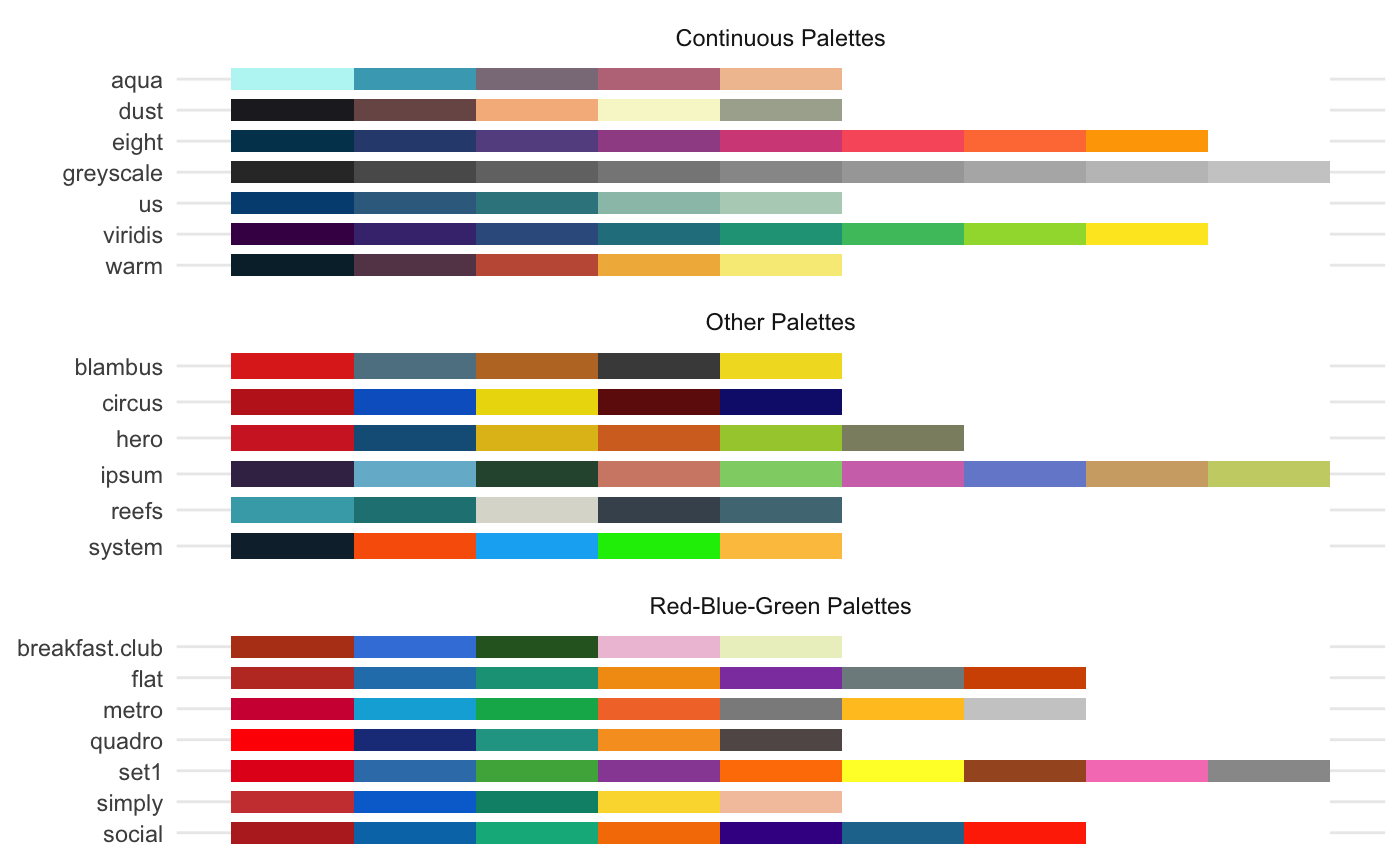 Continuous Palettes
aqua
dust
eight
greyscale
us
viridis
warm
Other Palettes
blambus
circus
hero
ipsum
reefs
system
Red-Blue-Green Palettes
breakfast.club
flat
metro
quadro
set1
simply
social